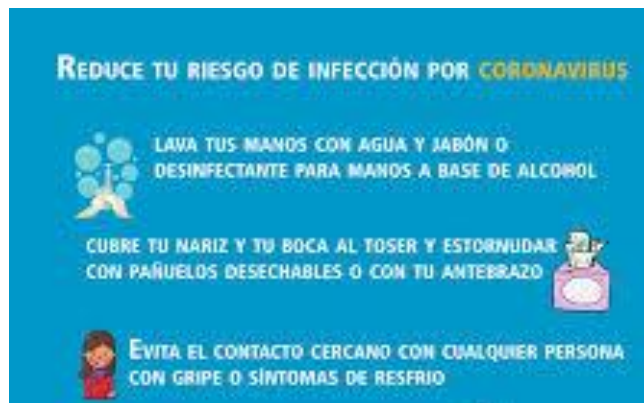 REDUCE TU RIESGO DE INFECCIÓN POR CORONAVIRUS
LAVA TUS MANOS CON AGUA Y JABÓN O
DESINFECTANTE PARA MANOS A BASE DE ALCOHOL
CUBRE TU NARIZ Y TU BOCA AL TOSER Y ESTORNUDAR
CON PAÑUELOS DESECHABLES O CON TU ANTEBRAZO
EVITA EL CONTACTO CERCANO CON CUALQUIER PERSONA
CON GRIPE O SÍNTOMAS DE RESFRIO